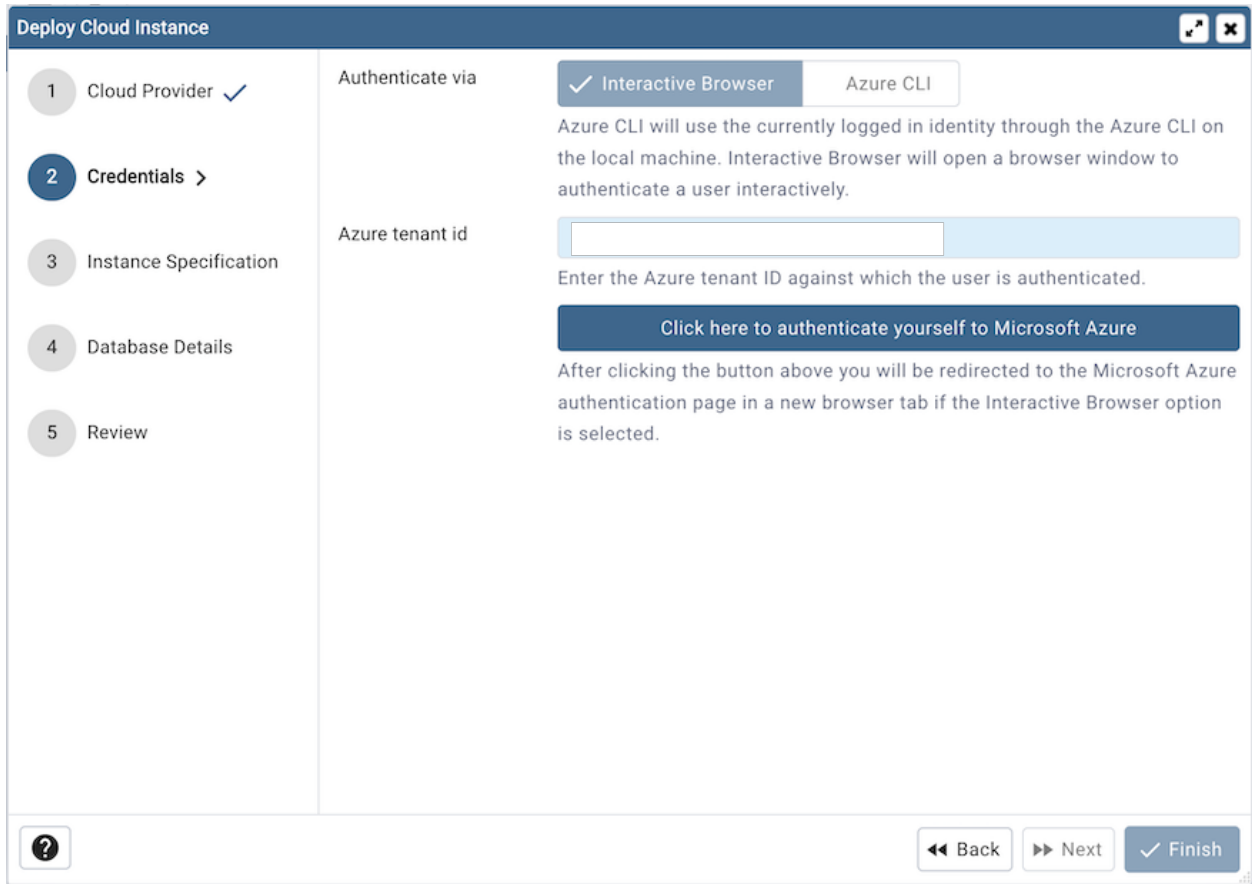 Deploy Cloud Instance
1 Cloud Provider
2 Credentials
3 Instance Specification
4 Database Details
5 Review
Authenticate via
Interactive Browser
Azure CLI
Azure CLI will use the currently logged in identity through the Azure CLI on
the local machine. Interactive Browser will open a browser window to
authenticate a user interactively.
Azure tenant id
Enter the Azure tenant ID against which the user is authenticated.
Click here to authenticate yourself to Microsoft Azure
After clicking the button above you will be redirected to the Microsoft Azure
authentication page in a new browser tab if the Interactive Browser option
is selected.
?
Back
Next
Finish